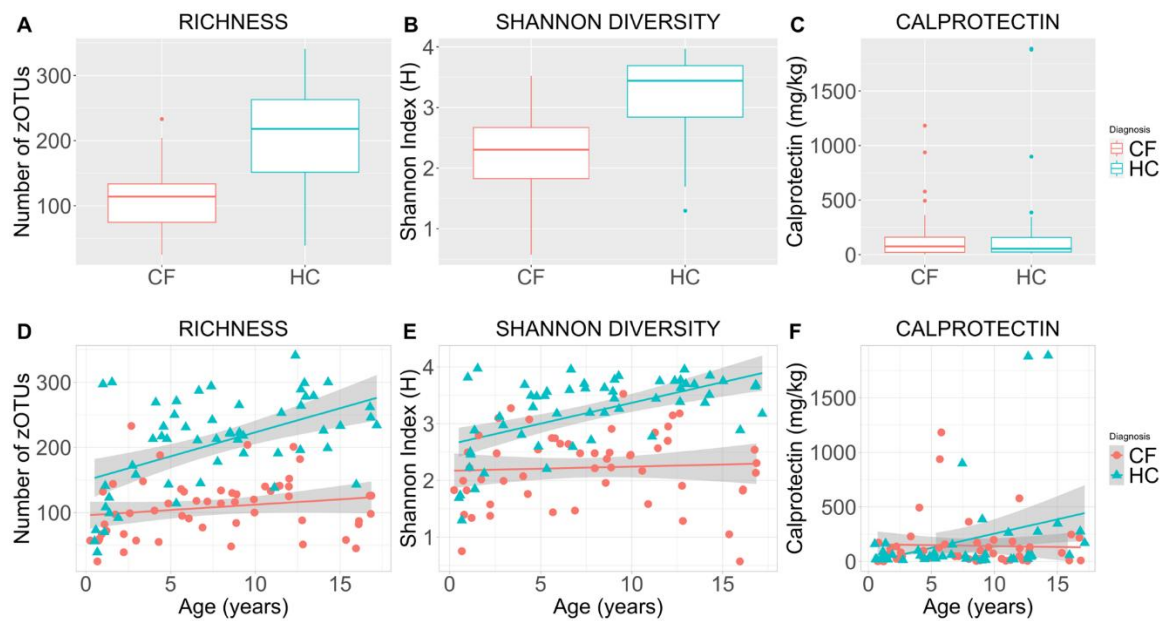 A RICHNESS
Number of zOTUs
300
200
100
CF HC
B SHANNON DIVERSITY
Shannon Index (H)
4
3
2
1
CF HC
C CALPROTECTIN
Calprotectin (mg/kg)
1500
1000
500
0
CF HC
Diagnosis
CF
HC
D RICHNESS
Number of zOTUs
300
200
100
0 5 10 15
Age (years)
E SHANNON DIVERSITY
Shannon Index (H)
4
3
2
1
0 5 10 15
Age (years)
F CALPROTECTIN
Calprotectin (mg/kg)
1500
1000
500
0
0 5 10 15
Age (years)
Diagnosis
CF
HC